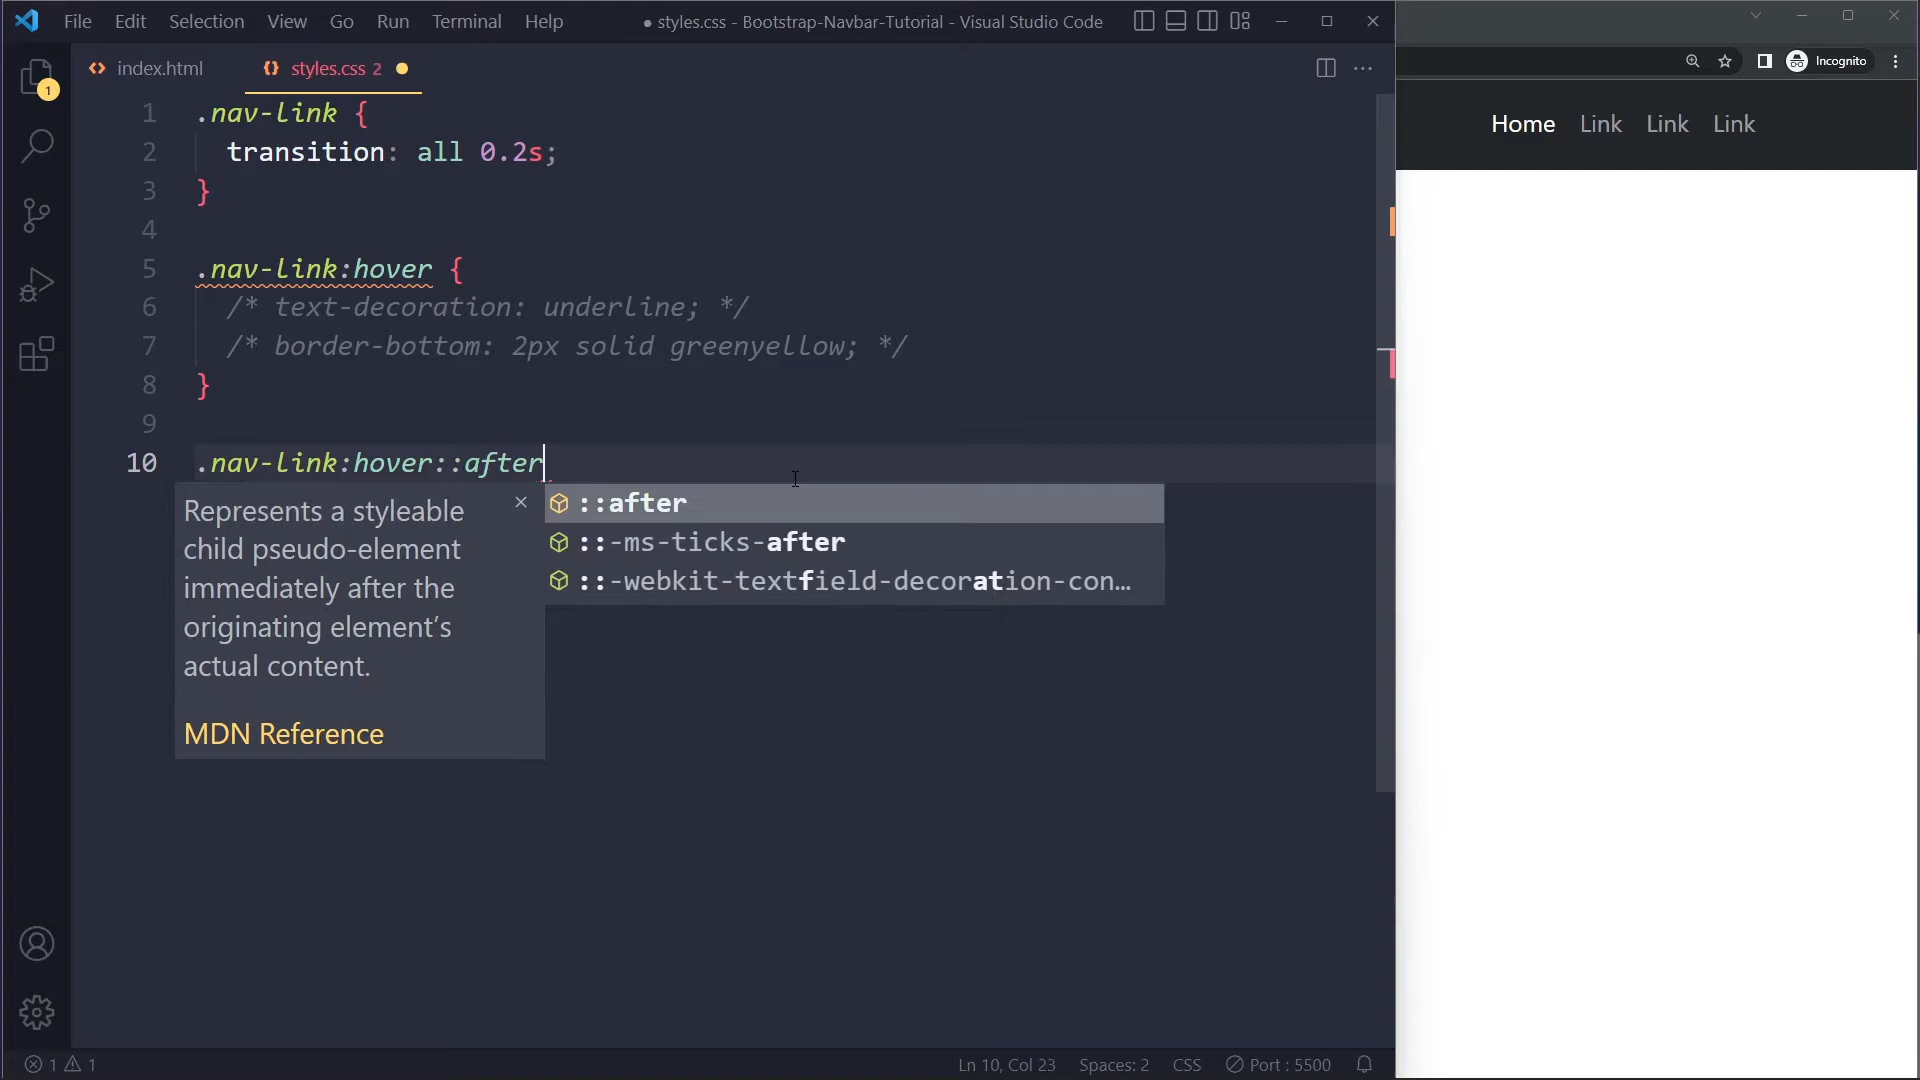 File Edit Selection View Go Run Terminal Help
● styles.css - Bootstrap-Navbar-Tutorial - Visual Studio Code
Incognito
index.html
styles.css 2
1 .nav-link {
2 transition: all 0.2s;
3 }
4
5 .nav-link:hover {
6 /* text-decoration: underline; */
7 /* border-bottom: 2px solid greenyellow; */
8 }
9
10 .nav-link:hover::after
Represents a styleable
child pseudo-element
immediately after the
originating element’s
actual content.
MDN Reference
::after
::-ms-ticks-after
::-webkit-textfield-decoration-con…
Home Link Link Link
1
1 1
Ln 10, Col 23 Spaces: 2 CSS Port : 5500